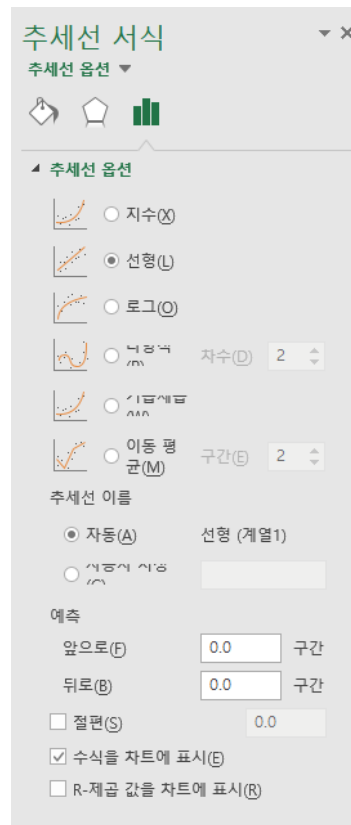 추세선 서식
추세선 옵션
추세선 옵션
지수(X)
선형(L)
로그(O)
차수(D) 2
이동 평
균(M)
구간(E) 2
추세선 이름
자동(A) 선형 (계열1)
예측
앞으로(F) 0.0 구간
뒤로(B) 0.0 구간
절편(S) 0.0
수식을 차트에 표시(E)
R-제곱 값을 차트에 표시(R)